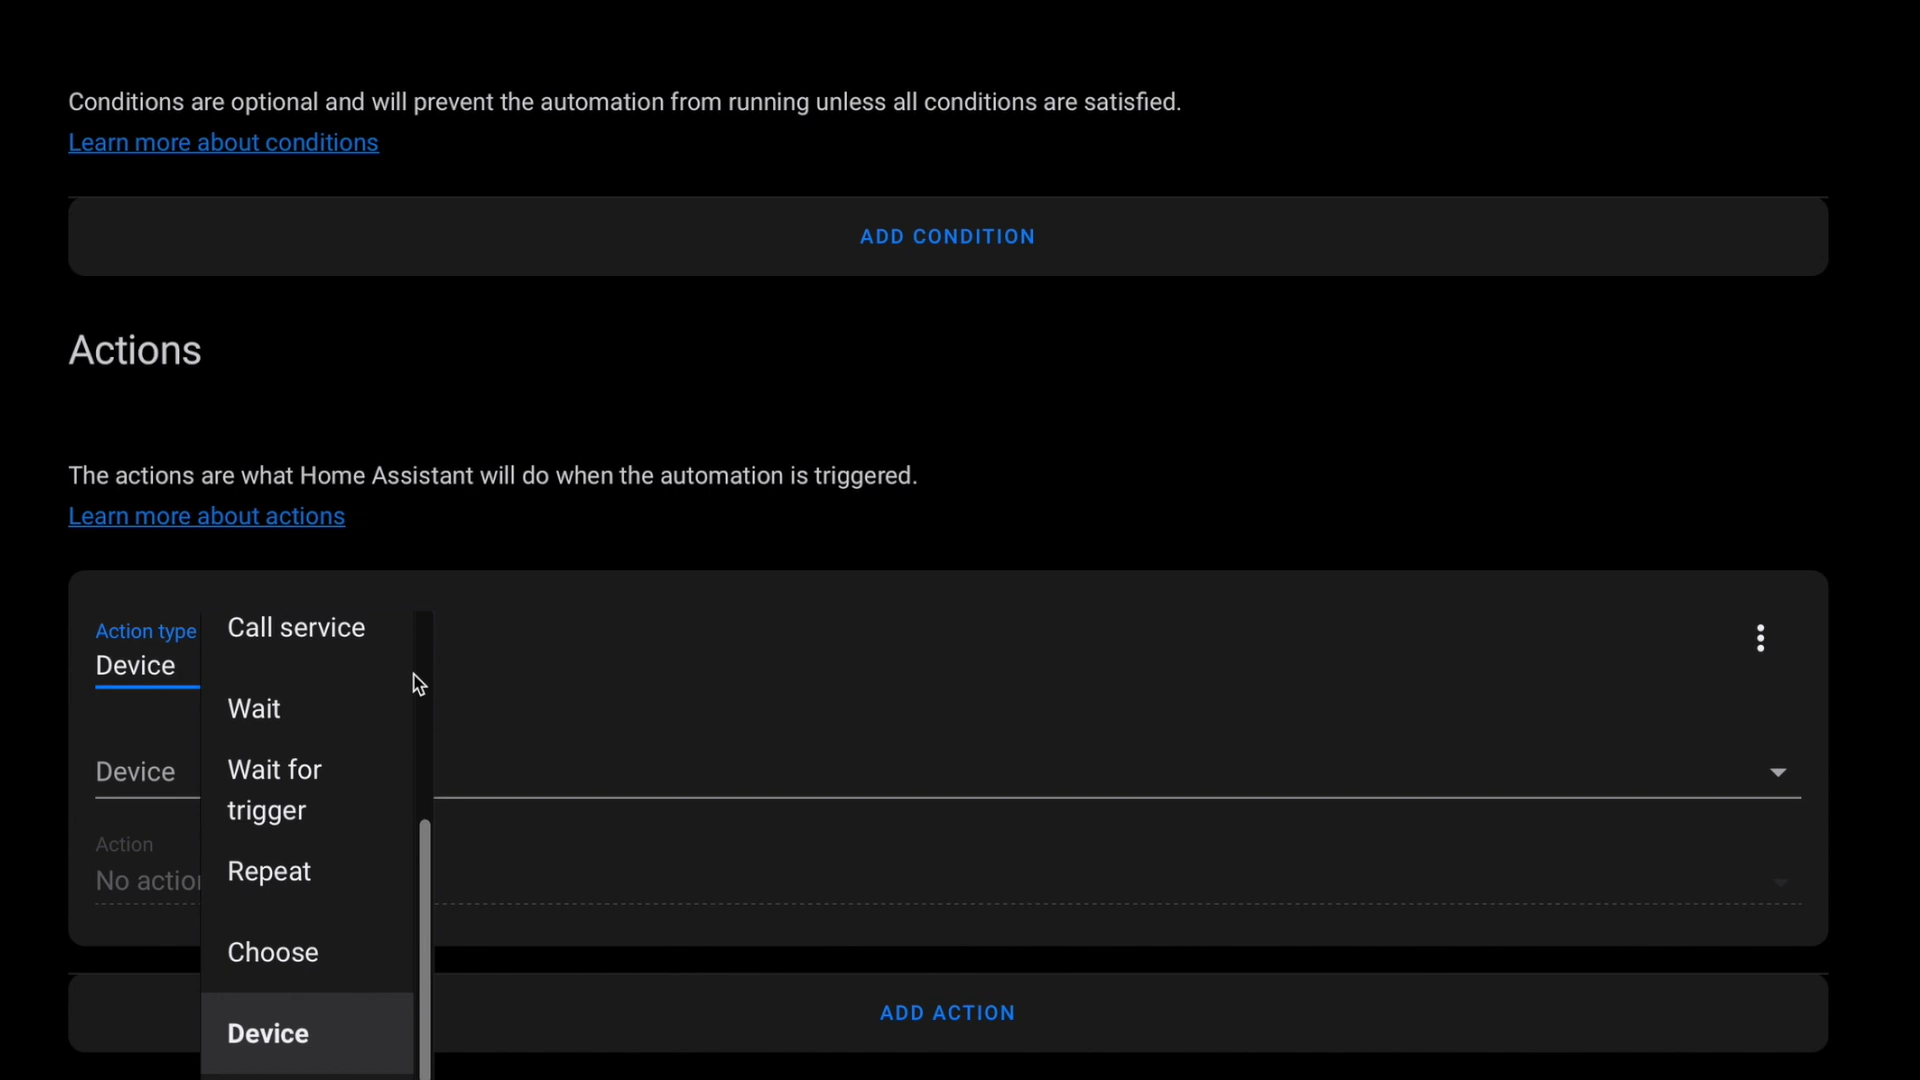 Conditions are optional and will prevent the automation from running unless all conditions are satisfied.
Learn more about conditions
ADD CONDITION
Actions
The actions are what Home Assistant will do when the automation is triggered.
Learn more about actions
Action type
Device
Call service
Wait
Wait for
trigger
Repeat
Choose
Device
Device
Action
No action
ADD ACTION